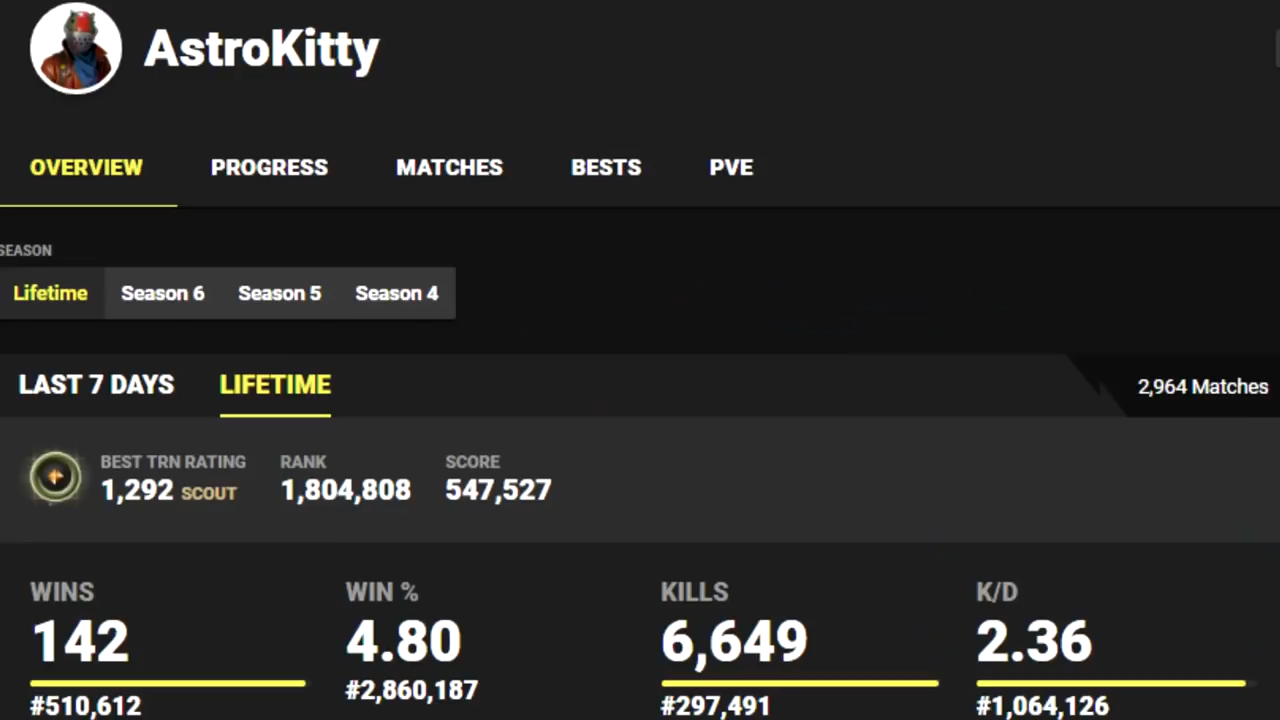 AstroKitty
OVERVIEW PROGRESS MATCHES BESTS PVE
SEASON
Lifetime Season 6 Season 5 Season 4
LAST 7 DAYS LIFETIME 2,964 Matches
BEST TRN RATING RANK SCORE
1,292 SCOUT 1,804,808 547,527
WINS WIN % KILLS K/D
142 4.80 6,649 2.36
#510,612 #2,860,187 #297,491 #1,064,126